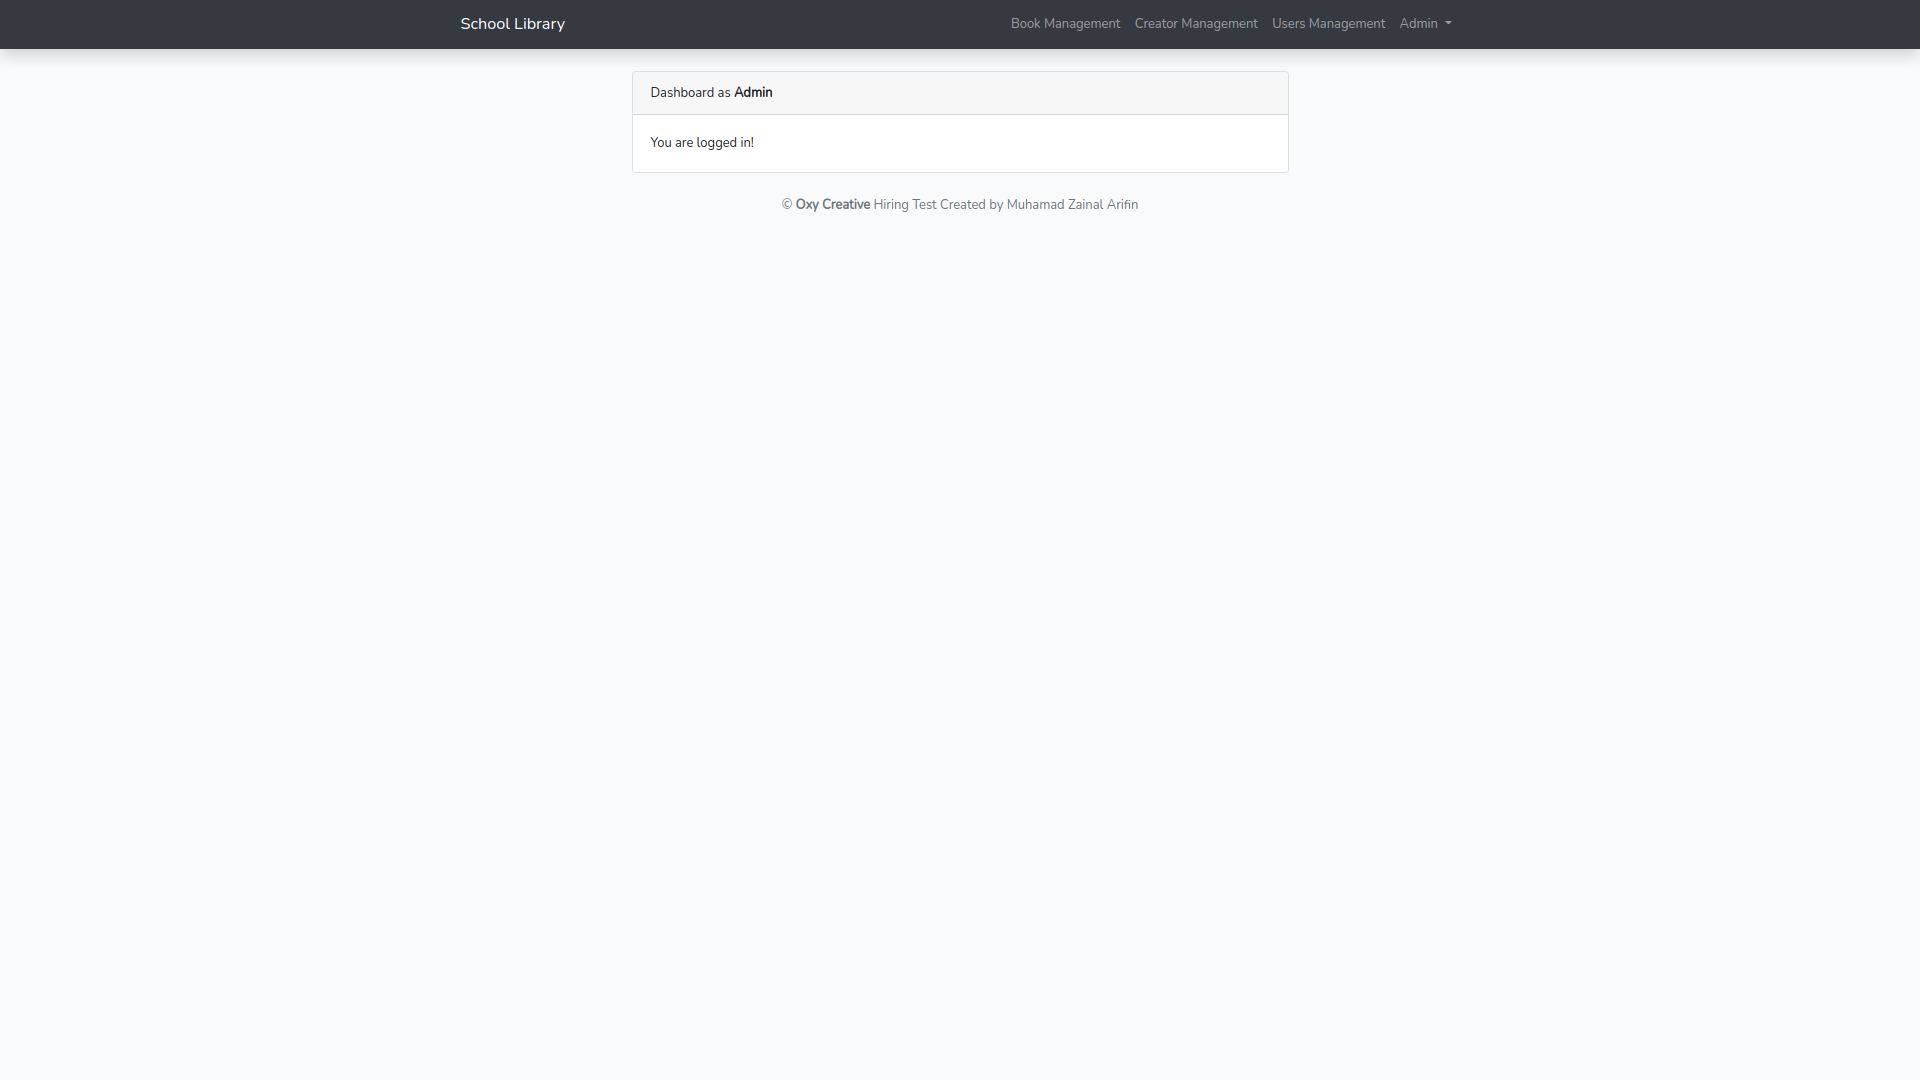 School Library
Book Management
Creator Management
Users Management
Admin
Dashboard as Admin
You are logged in!
© Oxy Creative Hiring Test Created by Muhamad Zainal Arifin